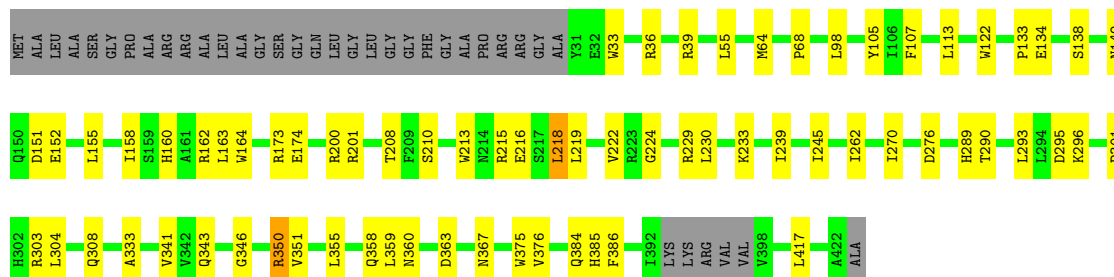 MET ALA LEU ALA SER GLY PRO ALA ARG ARG ALA LEU ALA GLY SER GLY GLN LEU GLY LEU GLY GLY PHE GLY ALA PRO ARG ARG GLY ALA Y31 E32 W33 R36 R39 L55 M64 P68 L98 Y105 I106 F107 L113 W122 P133 E134 S138
Q150 D151 E152 L155 I158 S159 H160 A161 R162 L163 W164 R173 E174 R200 R201 T208 F209 S210 W213 N214 R215 E216 S217 L218 L219 V222 R223 G224 R229 L230 K233 I239 I245 I262 I270 D276 H289 T290 L293 L294 D295 K296
H302 R303 L304 Q308 A333 V341 V342 Q343 G346 R350 V351 L355 Q358 L359 N360 D363 N367 W375 V376 Q384 H385 F386 I392 LYS LYS ARG VAL VAL V398 L417 A422 ALA